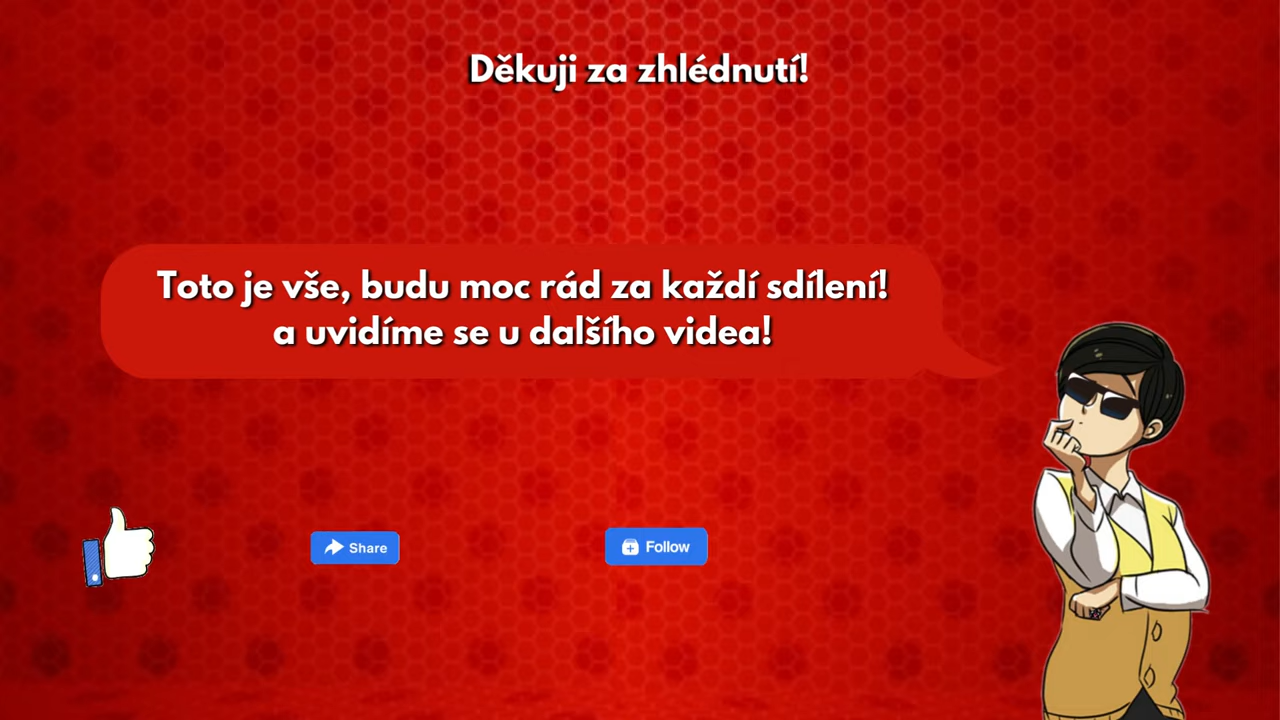 Děkuji za zhlédnutí!
Toto je vše, budu moc rád za každí sdílení!
a uvidíme se u dalšího videa!
Share
Follow